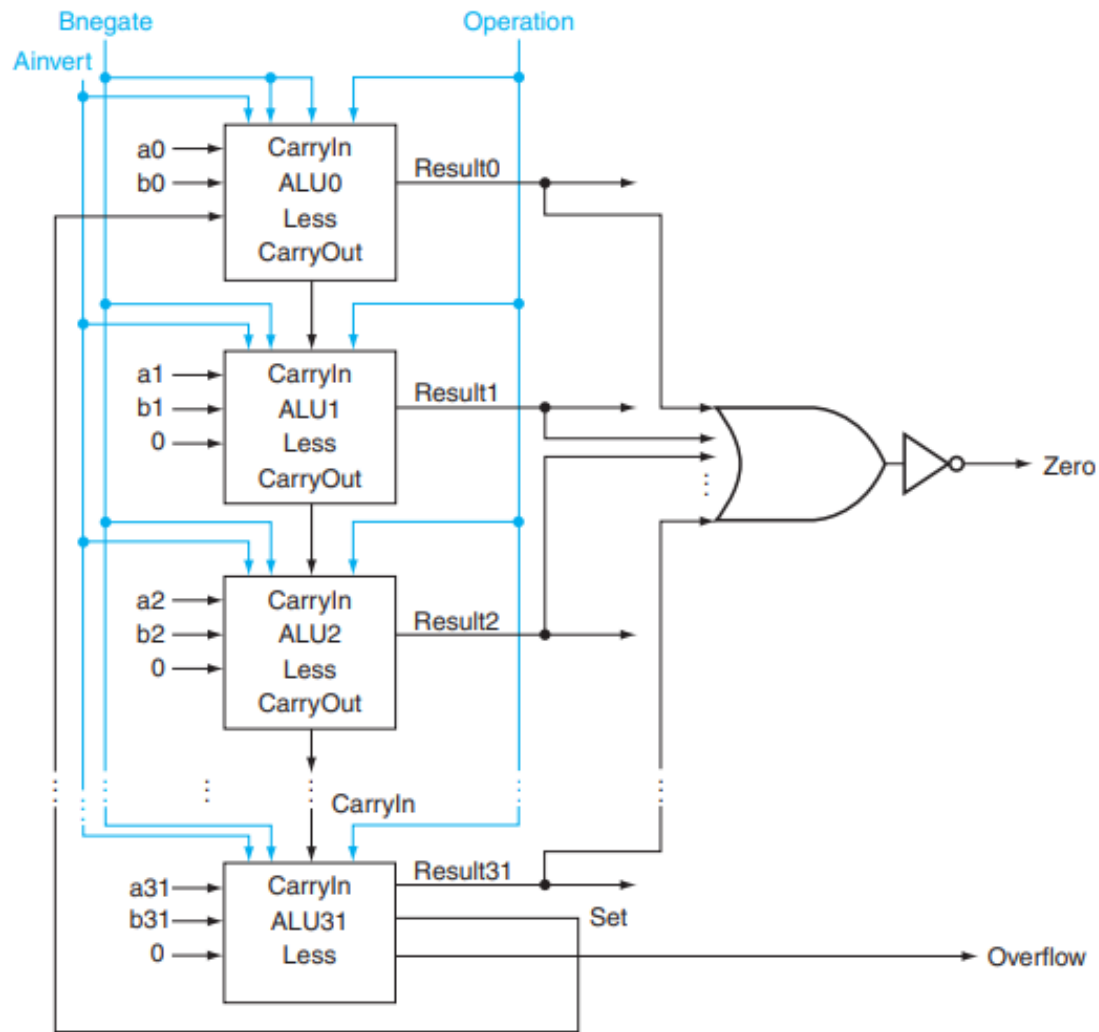 Bnegate
Operation
Ainvert
a0
CarryIn
Result0
b0
ALU0
Less
CarryOut
a1
CarryIn
Result1
b1
ALU1
0
Less
CarryOut
Zero
a2
CarryIn
Result2
b2
ALU2
0
Less
CarryOut
CarryIn
a31
CarryIn
Result31
b31
ALU31
Set
0
Less
Overflow